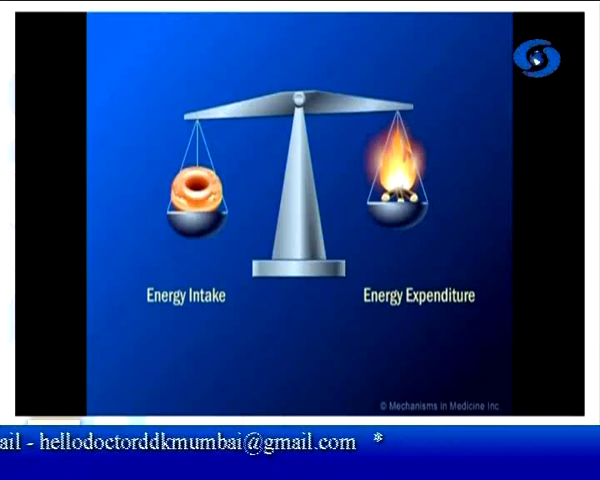 Energy Intake
Energy Expenditure
© Mechanisms in Medicine Inc
ail - hellodoctorddkmumbai@gmail.com *